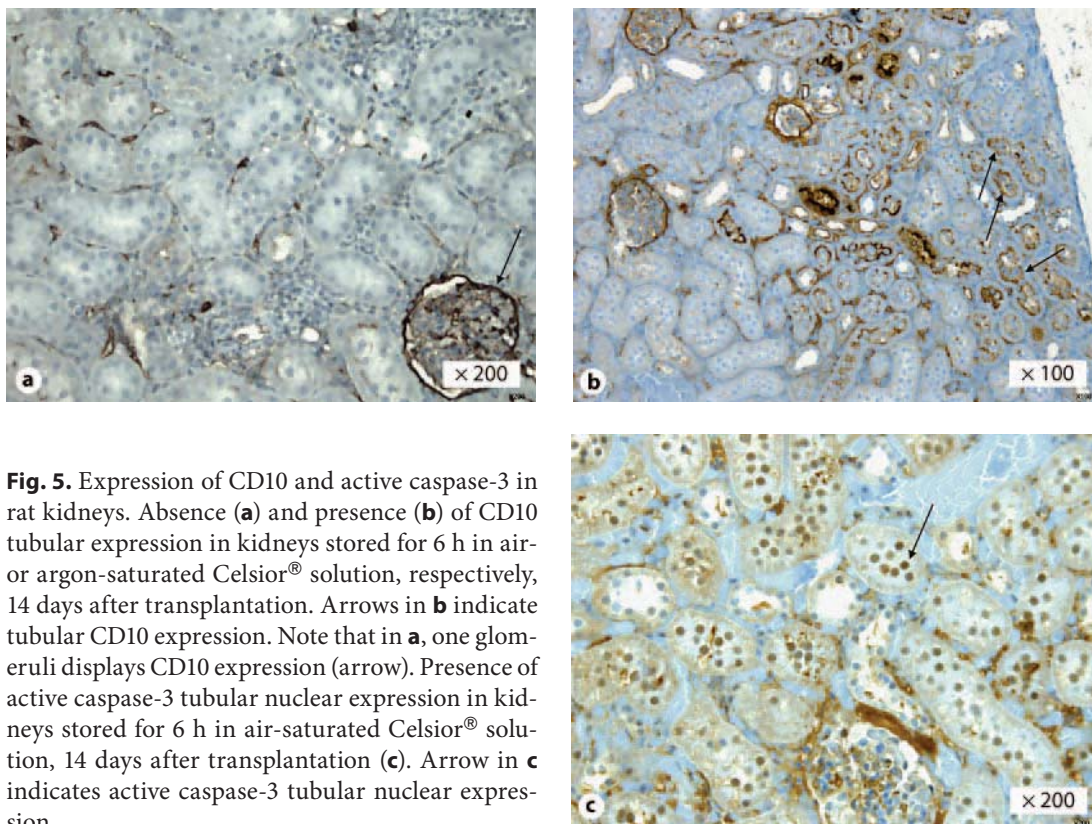 a
× 200
b
× 100
Fig. 5. Expression of CD10 and active caspase-3 in
rat kidneys. Absence (a) and presence (b) of CD10
tubular expression in kidneys stored for 6 h in air-
or argon-saturated Celsior® solution, respectively,
14 days after transplantation. Arrows in b indicate
tubular CD10 expression. Note that in a, one glom-
eruli displays CD10 expression (arrow). Presence of
active caspase-3 tubular nuclear expression in kid-
neys stored for 6 h in air-saturated Celsior® solu-
tion, 14 days after transplantation (c). Arrow in c
indicates active caspase-3 tubular nuclear expres-
sion.
c
× 200